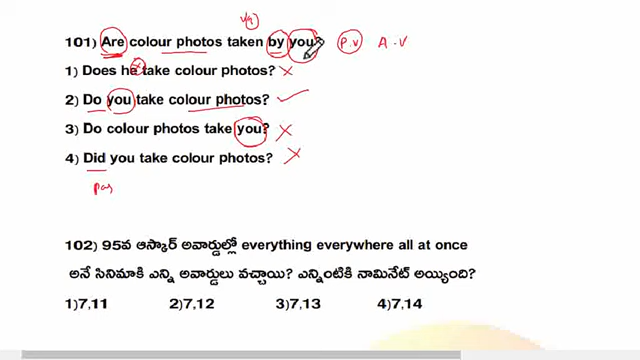 v₃
101) Are colour photos taken by you? P.V A.V
1) Does he take colour photos?
2) Do you take colour photos?
3) Do colour photos take you?
4) Did you take colour photos?
pas
102) 95వ ఆస్కార్ అవార్డుల్లో everything everywhere all at once
అనే సినిమాకి ఎన్ని అవార్డులు వచ్చాయి? ఎన్నింటికి నామినేట్ అయ్యింది?
1)7,11 2)7,12 3)7,13 4)7,14